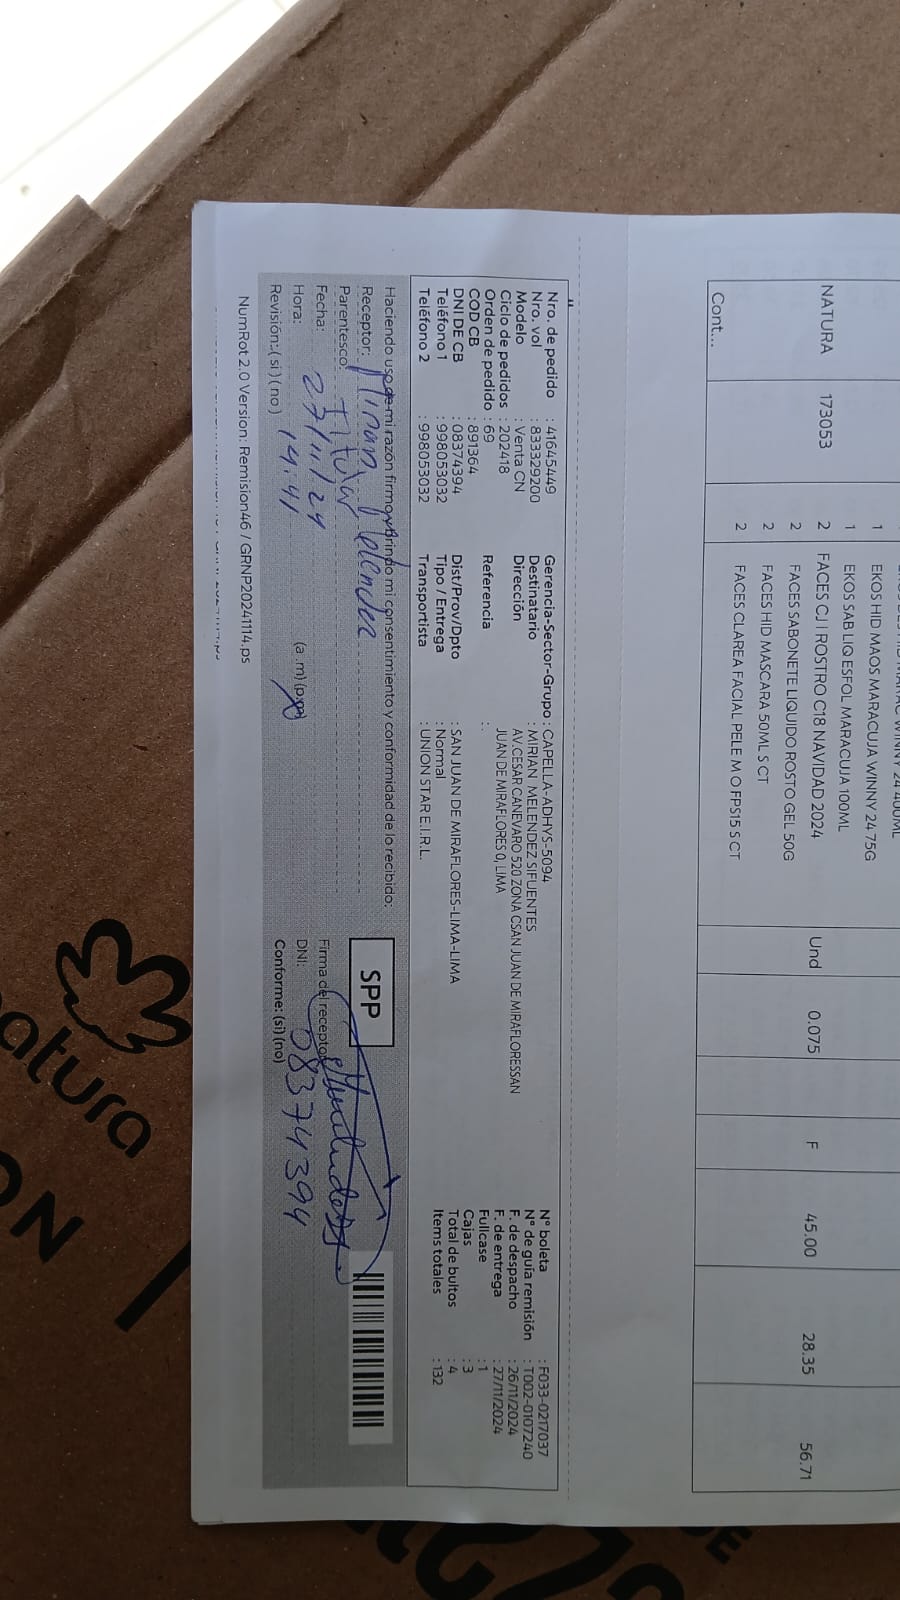 EKOS HID MAOS MARACUJA WINNY 24 75G
1
EKOS SAB LIQ ESFOL MARACUJA 100ML
1
NATURA 173053 2 FACES CJ I ROSTRO C18 NAVIDAD 2024 Und 0.075 F 45.00 28.35 56.71
2 FACES SABONETE LIQUIDO ROSTO GEL 50G
2 FACES HID MASCARA 50ML S CT
2 FACES CLAREA FACIAL PELE M O FPS15 S CT
Cont...
Nro. de pedido : 41645449
Nro. vol : 833329200
Modelo : Venta CN
Ciclo de pedidos : 202418
Orden de pedido : 69
COD CB : 891364
DNI DE CB : 08374394
Teléfono 1 : 998053032
Teléfono 2 : 998053032
Gerencia-Sector-Grupo : CAPELLA-ADHYS-5094
Destinatario : MIRIAN MELENDEZ SIFUENTES
Dirección : AV.CESAR CANEVARO 520 ZONA CSAN JUAN DE MIRAFLORESSAN
JUAN DE MIRAFLORES 0, LIMA
Referencia :
Dist/Prov/Dpto : SAN JUAN DE MIRAFLORES-LIMA-LIMA
Tipo / Entrega : Normal
Transportista : UNION STAR E.I.R.L.
N° boleta : F033-0217037
N° de guia remisión : T002-0107240
F. de despacho : 26/11/2024
F. de entrega : 27/11/2024
Fullcase : 1
Cajas : 3
Total de bultos : 4
Items totales : 132
Haciendo uso de mi razón firmo y brindo mi consentimiento y conformidad de lo recibido:
Receptor:
Parentesco: Titular
Fecha: 27/11/24
Hora: 14:41 (a .m) (p.m)
Revisión: ( si ) ( no )
SPP
Firma del receptor
DNI: 08374394
Conforme: (si) (no)
NumRot 2.0 Version: Remision46 / GRNP20241114.ps
natura